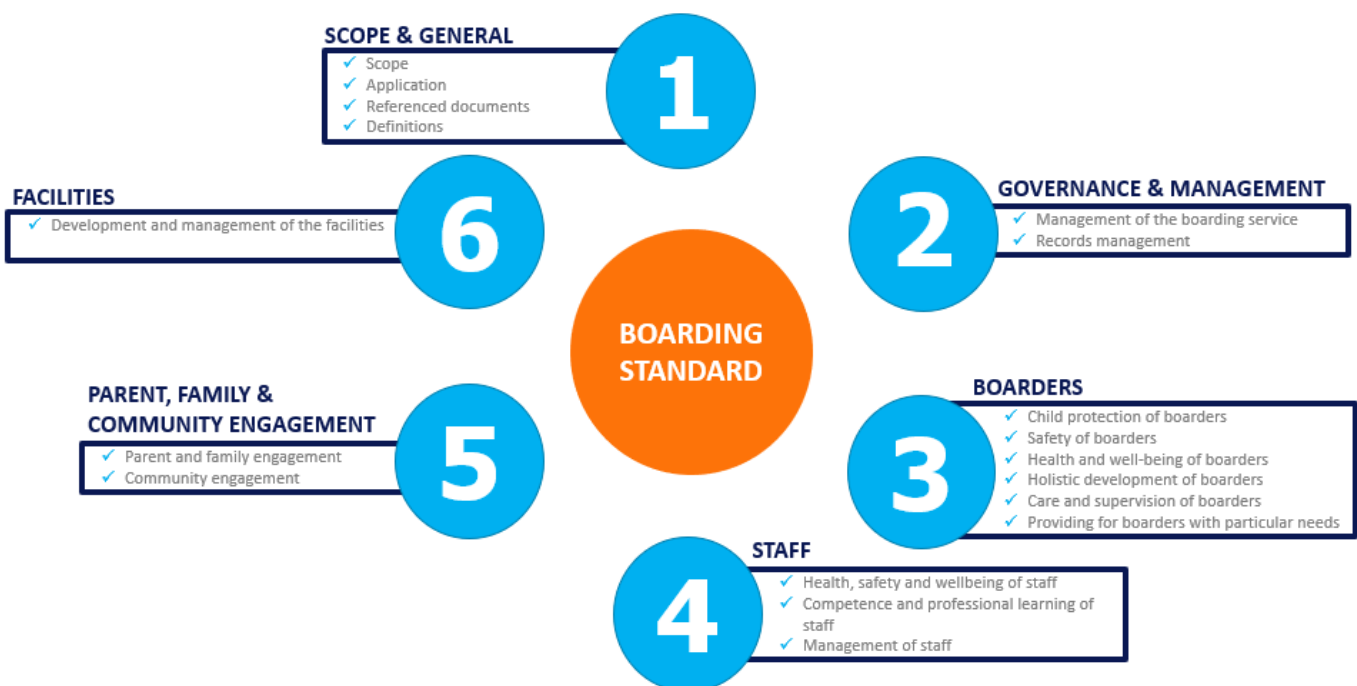 SCOPE & GENERAL
✓ Scope
✓ Application
✓ Referenced documents
✓ Definitions
1
GOVERNANCE & MANAGEMENT
✓ Management of the boarding service
✓ Records management
2
BOARDERS
✓ Child protection of boarders
✓ Safety of boarders
✓ Health and well-being of boarders
✓ Holistic development of boarders
✓ Care and supervision of boarders
✓ Providing for boarders with particular needs
3
STAFF
✓ Health, safety and wellbeing of staff
✓ Competence and professional learning of
staff
✓ Management of staff
4
PARENT, FAMILY &
COMMUNITY ENGAGEMENT
✓ Parent and family engagement
✓ Community engagement
5
FACILITIES
✓ Development and management of the facilities
6
BOARDING
STANDARD